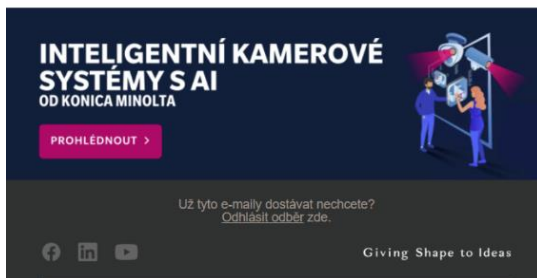 INTELIGENTNÍ KAMEROVÉ
SYSTÉMY S AI
OD KONICA MINOLTA
PROHLÉDNOUT >
Už tyto e-maily dostávat nechcete?
Odhlásit odběr zde.
Giving Shape to Ideas